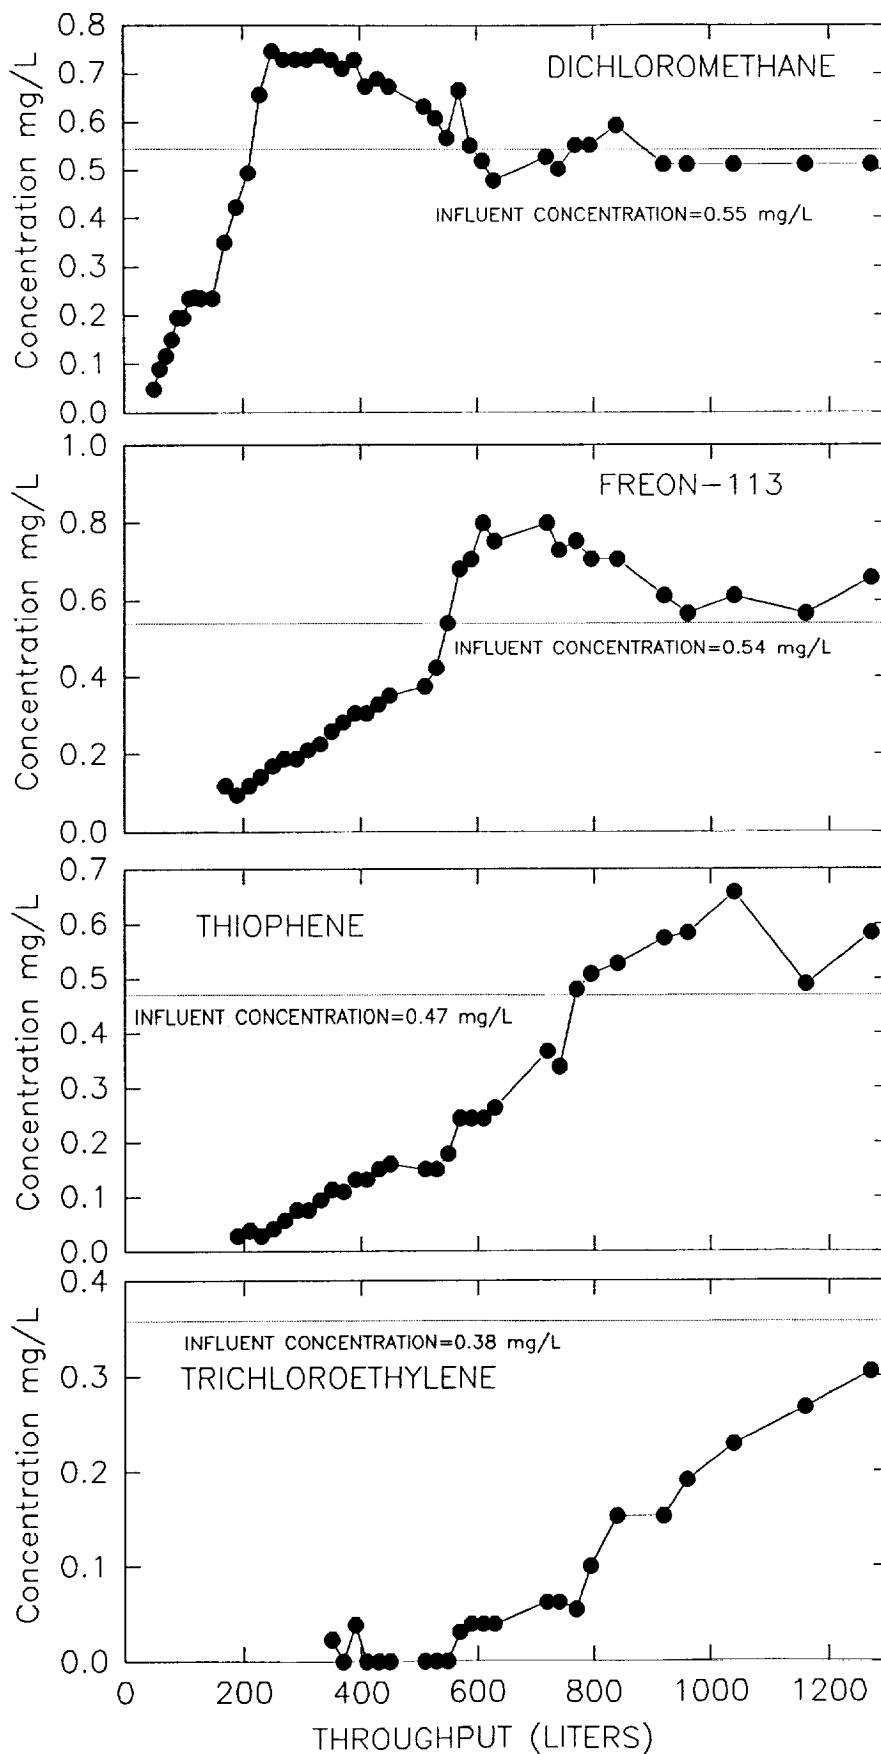 0.8
0.7
0.6
0.5
0.4
0.3
0.2
0.1
0.0
Concentration mg/L
DICHLOROMETHANE
INFLUENT CONCENTRATION=0.55 mg/L
1.0
0.8
0.6
0.4
0.2
0.0
Concentration mg/L
FREON-113
INFLUENT CONCENTRATION=0.54 mg/L
0.7
0.6
0.5
0.4
0.3
0.2
0.1
0.0
Concentration mg/L
THIOPHENE
INFLUENT CONCENTRATION=0.47 mg/L
0.4
0.3
0.2
0.1
0.0
Concentration mg/L
INFLUENT CONCENTRATION=0.38 mg/L
TRICHLOROETHYLENE
0 200 400 600 800 1000 1200
THROUGHPUT (LITERS)